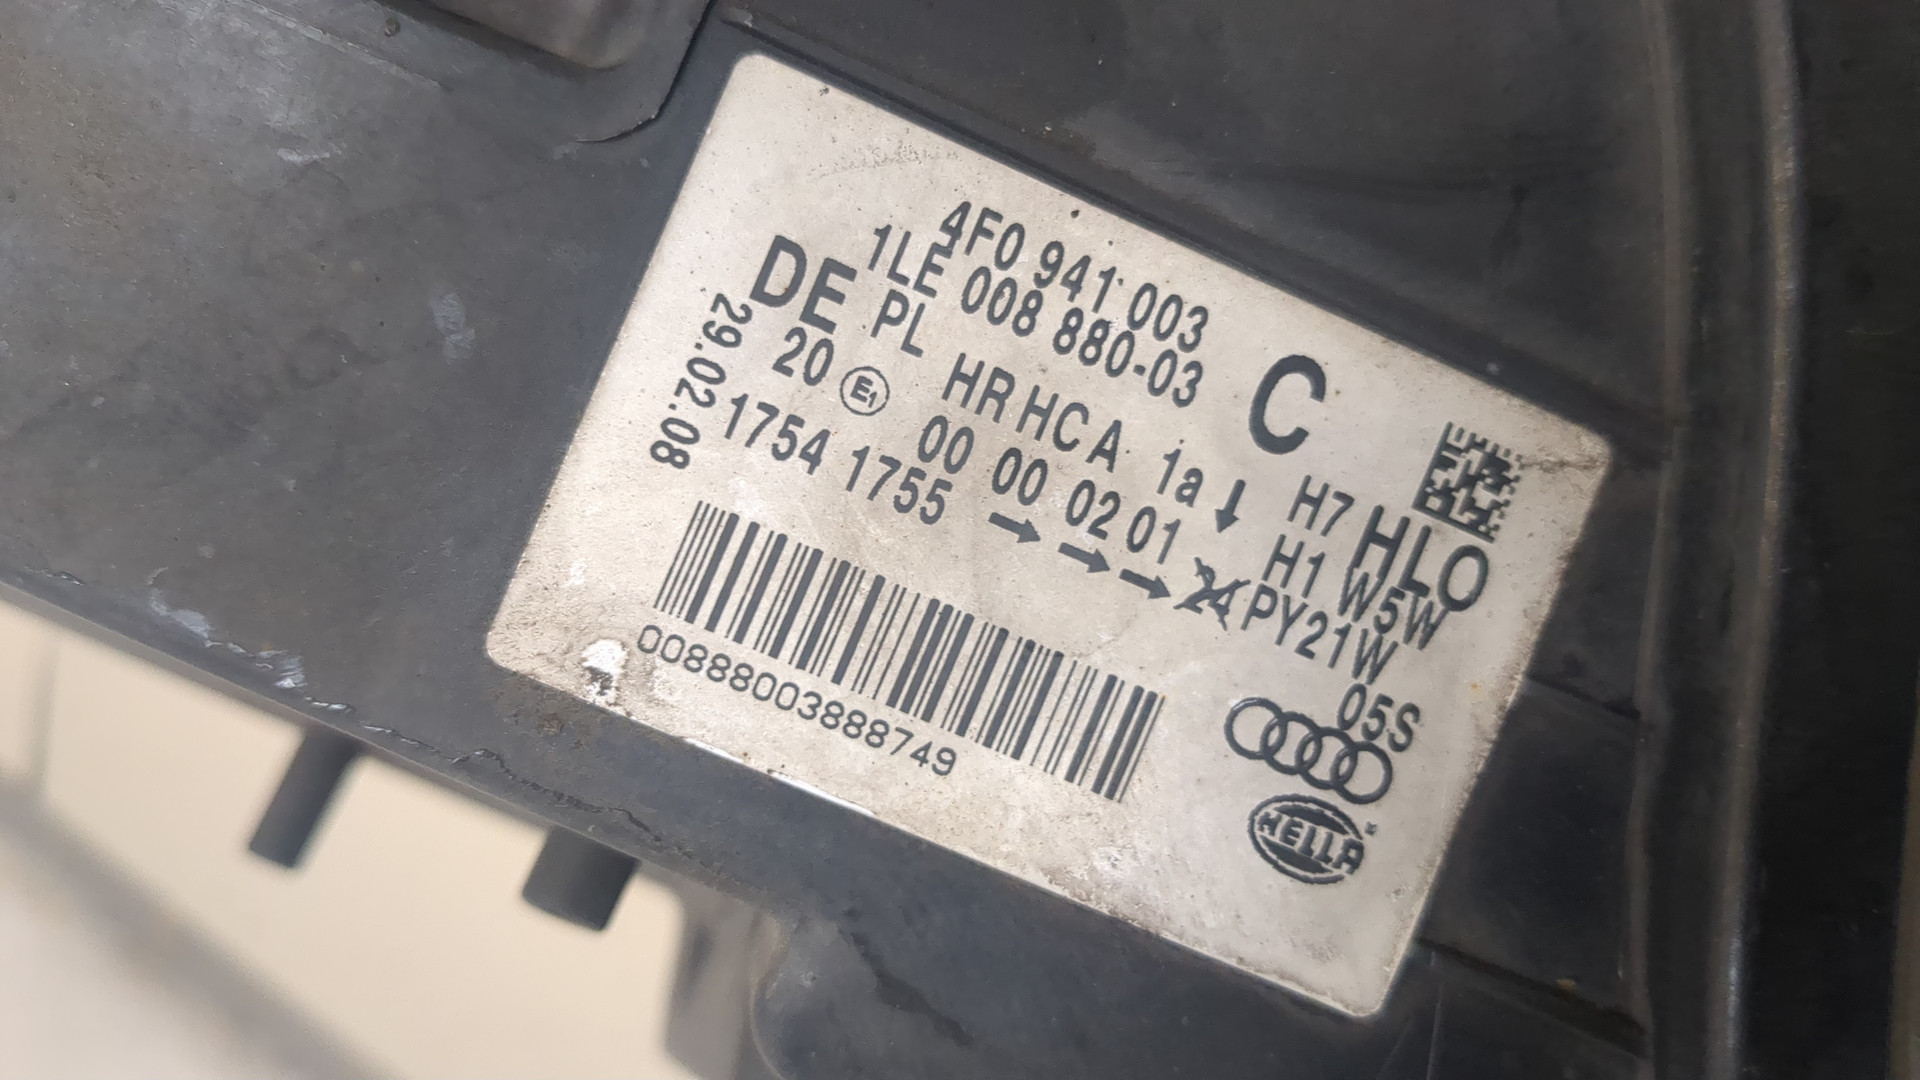 4F0 941 003 C
1LE 008 880-03
DE PL HR HC A 1a ↓ H7 HLO
20 E1 00 00 02 01 H1 W5W
1754 1755 → → → 24 PY21W
29.02.08
05S
00888003888749
HELLA